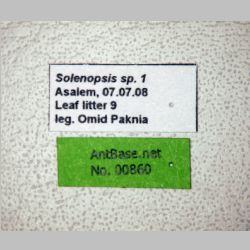 Solenopsis sp. 1
Asalem, 07.07.08
Leaf litter 9
leg. Omid Paknia
AntBase.net
No. 00860